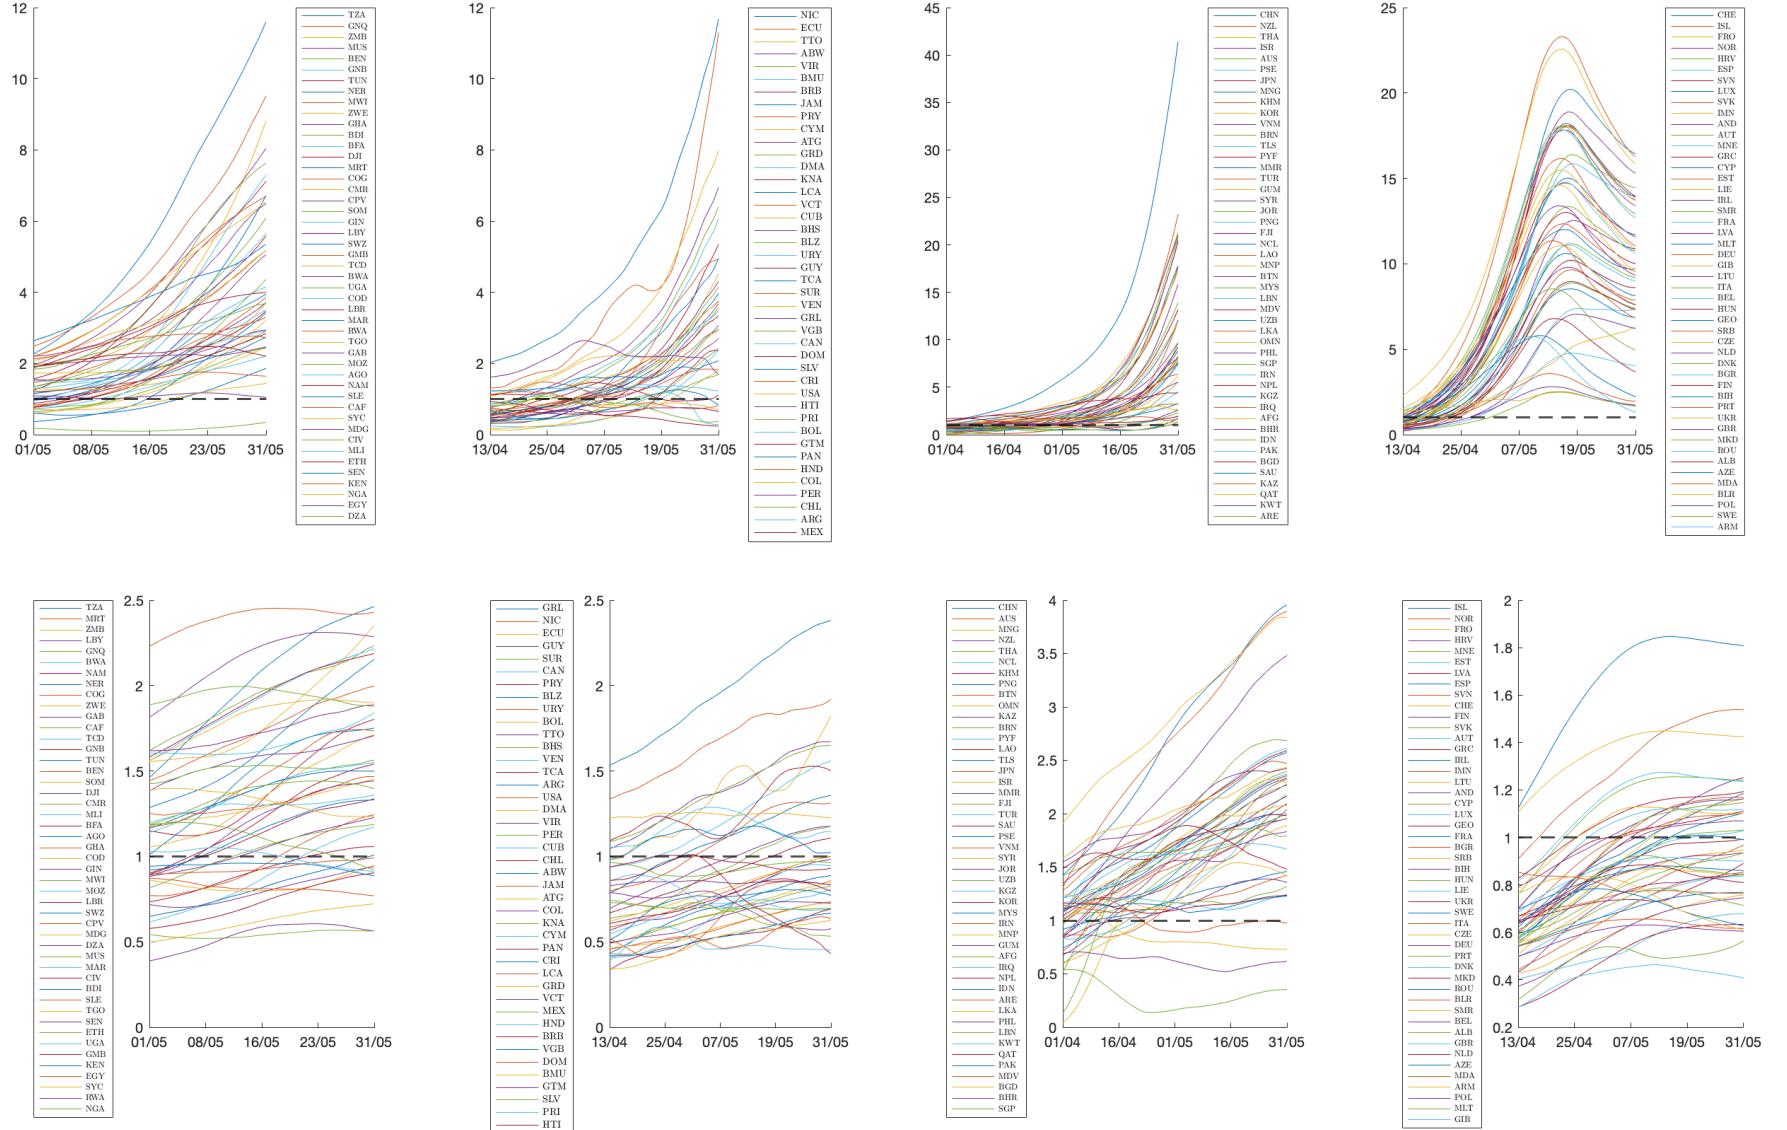 12
10
8
6
4
2
0
01/05 08/05 16/05 23/05 31/05
TZA
GNQ
ZMB
MUS
BEN
GNB
TUN
NER
MWI
ZWE
GHA
BDI
BFA
DJI
MRT
COG
CMR
CPV
SOM
GIN
LBY
SWZ
GMB
TCD
BWA
UGA
COD
LBR
MAR
RWA
TGO
GAB
MOZ
AGO
NAM
SLE
CAF
SYC
MDG
CIV
MLI
ETH
SEN
KEN
NGA
EGY
DZA
12
10
8
6
4
2
0
13/04 25/04 07/05 19/05 31/05
NIC
ECU
TTO
ABW
VIR
BMU
BRB
JAM
PRY
CYM
ATG
GRD
DMA
KNA
LCA
VCT
CUB
BHS
BLZ
URY
GUY
TCA
SUR
VEN
GRL
VGB
CAN
DOM
SLV
CRI
USA
HTI
PRI
BOL
GTM
PAN
HND
COL
PER
CHL
ARG
MEX
45
40
35
30
25
20
15
10
5
0
01/04 16/04 01/05 16/05 31/05
CHN
NZL
THA
ISR
AUS
PSE
JPN
MNG
KHM
KOR
VNM
BRN
TLS
PYF
MMR
TUR
GUM
SYR
JOR
PNG
FJI
NCL
LAO
MNP
BTN
MYS
LBN
MDV
UZB
LKA
OMN
PHL
SGP
IRN
NPL
KGZ
IRQ
AFG
BHR
IDN
PAK
BGD
SAU
KAZ
QAT
KWT
ARE
25
20
15
10
5
0
13/04 25/04 07/05 19/05 31/05
CHE
ISL
FRO
NOR
HRV
ESP
SVN
LUX
SVK
IMN
AND
AUT
MNE
GRC
CYP
EST
LIE
IRL
SMR
FRA
LVA
MLT
DEU
GIB
LTU
ITA
BEL
HUN
GEO
SRB
CZE
NLD
DNK
BGR
FIN
BIH
PRT
UKR
GBR
MKD
ROU
ALB
AZE
MDA
BLR
POL
SWE
ARM
TZA
MRT
ZMB
LBY
GNQ
BWA
NAM
NER
COG
ZWE
GAB
CAF
TCD
GNB
TUN
BEN
SOM
DJI
CMR
MLI
BFA
AGO
GHA
COD
GIN
MWI
MOZ
LBR
SWZ
CPV
MDG
DZA
MUS
MAR
CIV
BDI
SLE
TGO
SEN
ETH
UGA
GMB
KEN
EGY
SYC
RWA
NGA
2.5
2
1.5
1
0.5
0
01/05 08/05 16/05 23/05 31/05
GRL
NIC
ECU
GUY
SUR
CAN
PRY
BLZ
URY
BOL
TTO
BHS
VEN
TCA
ARG
USA
DMA
VIR
PER
CUB
CHL
ABW
JAM
ATG
COL
KNA
CYM
PAN
CRI
LCA
GRD
VCT
MEX
HND
BRB
VGB
DOM
BMU
GTM
SLV
PRI
HTI
2.5
2
1.5
1
0.5
0
13/04 25/04 07/05 19/05 31/05
CHN
AUS
MNG
NZL
THA
NCL
KHM
PNG
BTN
OMN
KAZ
BRN
PYF
LAO
TLS
JPN
ISR
MMR
FJI
TUR
SAU
PSE
VNM
SYR
JOR
UZB
KGZ
KOR
MYS
IRN
MNP
GUM
AFG
IRQ
NPL
IDN
ARE
LKA
PHL
LBN
KWT
QAT
PAK
MDV
BGD
BHR
SGP
4
3.5
3
2.5
2
1.5
1
0.5
0
01/04 16/04 01/05 16/05 31/05
ISL
NOR
FRO
HRV
MNE
EST
LVA
ESP
SVN
CHE
FIN
SVK
AUT
GRC
IRL
IMN
LTU
AND
CYP
LUX
GEO
FRA
BGR
SRB
BIH
HUN
LIE
UKR
SWE
ITA
CZE
DEU
PRT
DNK
MKD
ROU
BLR
SMR
BEL
ALB
GBR
NLD
AZE
MDA
ARM
POL
MLT
GIB
2
1.8
1.6
1.4
1.2
1
0.8
0.6
0.4
0.2
13/04 25/04 07/05 19/05 31/05